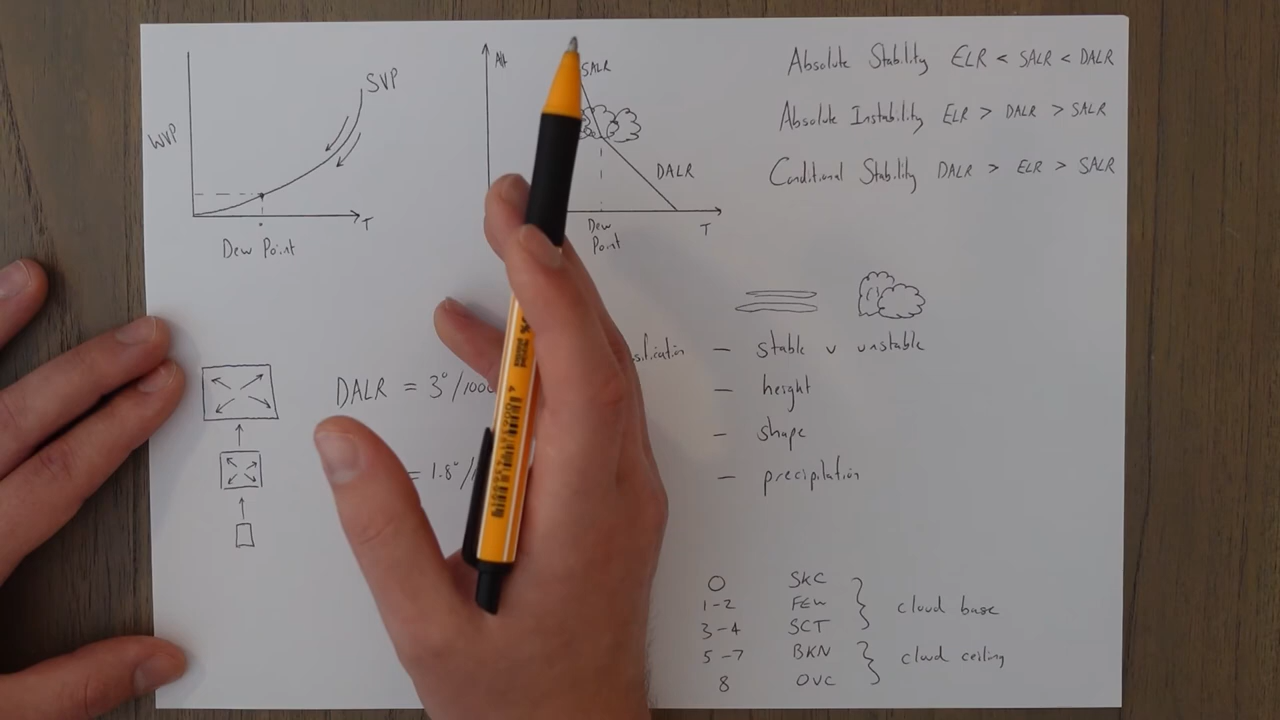 WVP
SVP
T
Dew Point
Alt
SALR
DALR
Dew
Point
T
Absolute Stability ELR < SALR < DALR
Absolute Instability ELR > DALR > SALR
Conditional Stability DALR > ELR > SALR
DALR = 3°/100
= 1.8°/
— stable v unstable
— height
— shape
— precipitation
0 SKC
1-2 FEW
3-4 SCT
cloud base
5-7 BKN
8 OVC
cloud ceiling